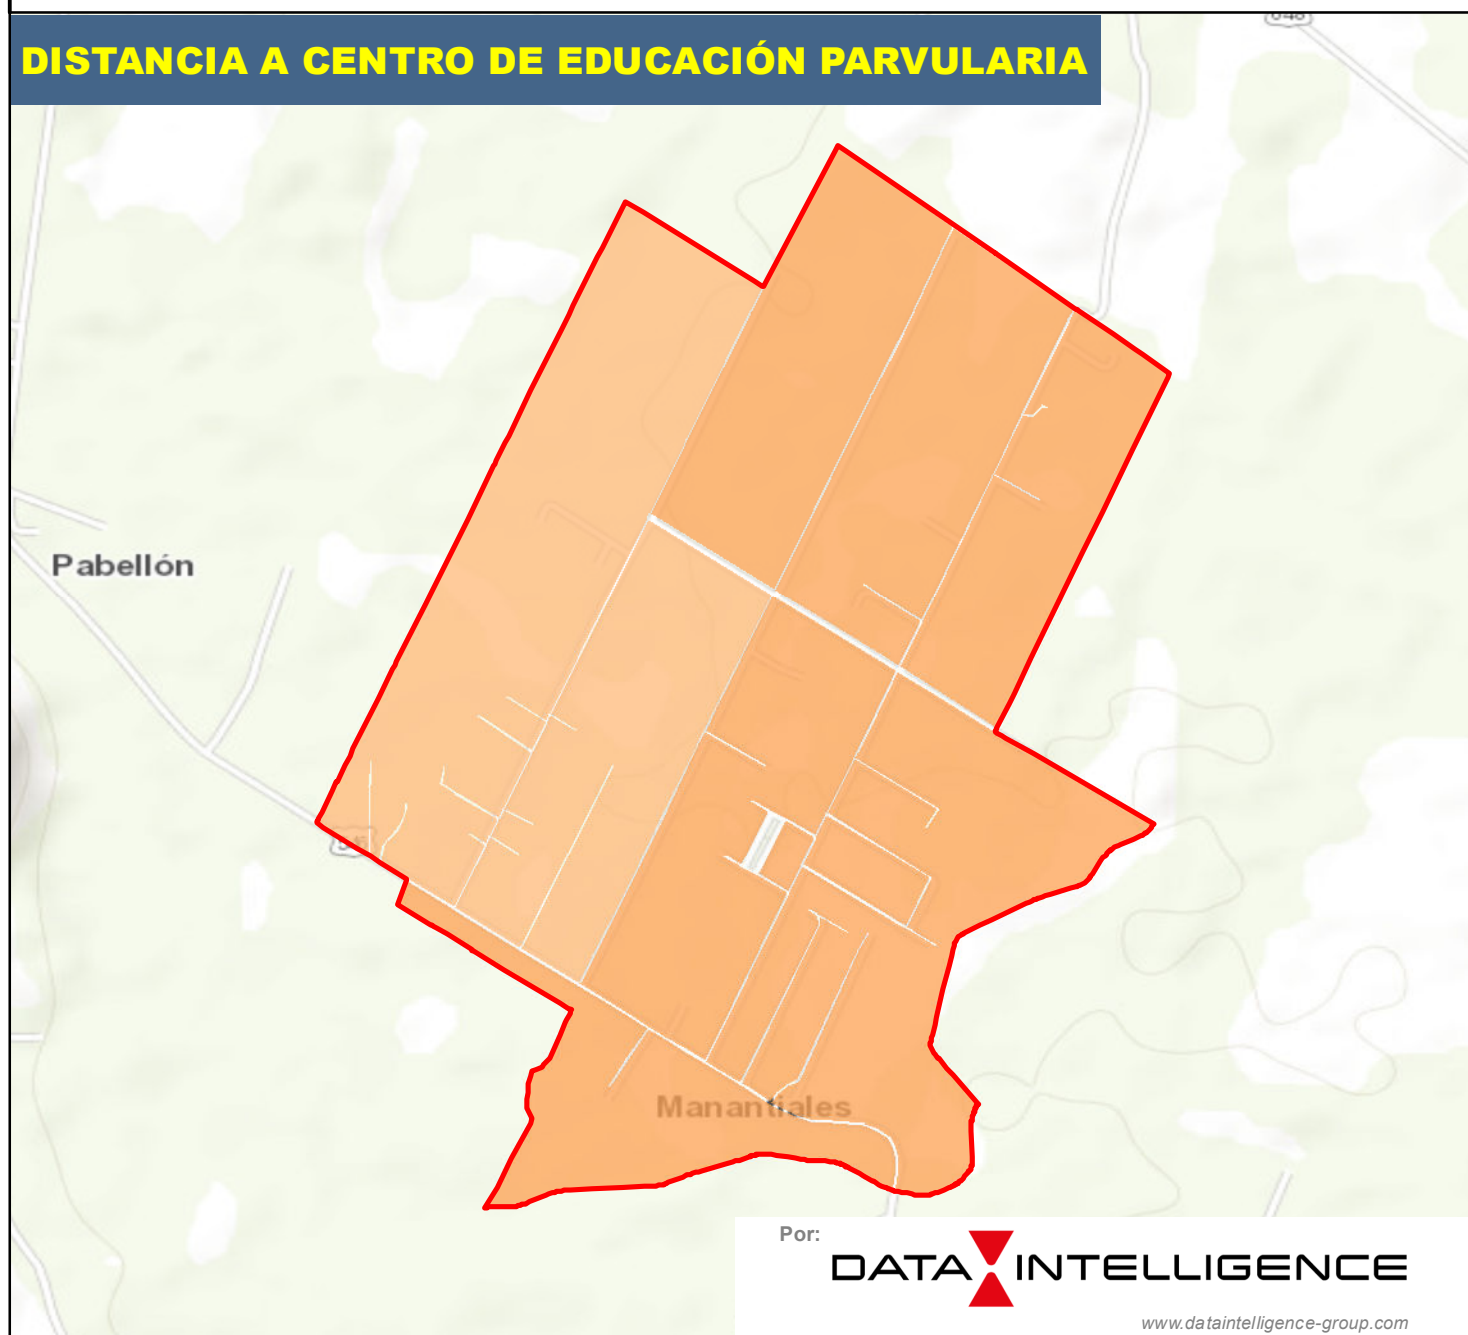 DISTANCIA A CENTRO DE EDUCACIÓN PARVULARIA
Pabellón
Manantiales
Por:
DATA INTELLIGENCE
www.dataintelligence-group.com